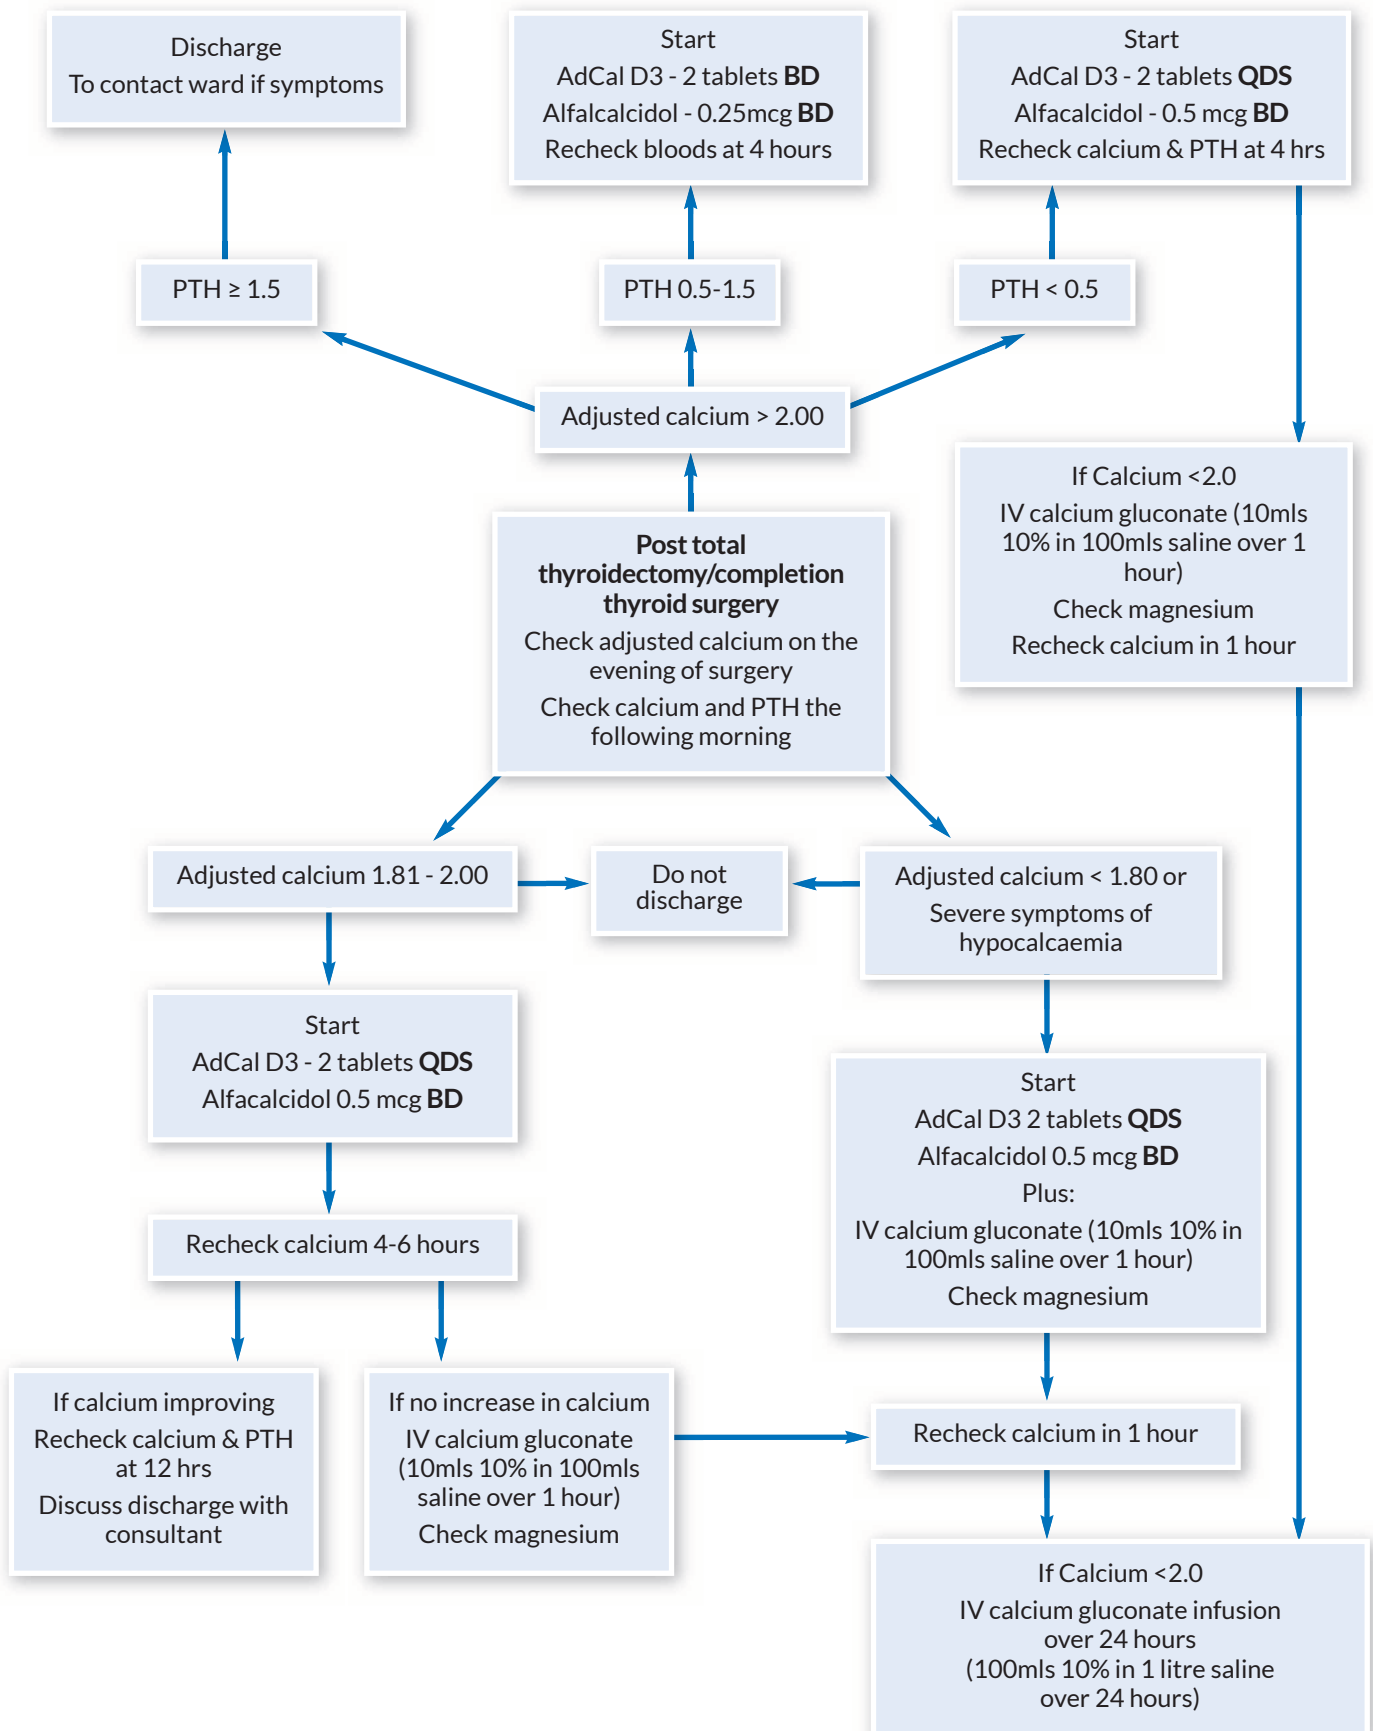 Discharge
To contact ward if symptoms
Start
AdCal D3 - 2 tablets BD
Alfalcalcidol - 0.25mcg BD
Recheck bloods at 4 hours
Start
AdCal D3 - 2 tablets QDS
Alfacalcidol - 0.5 mcg BD
Recheck calcium & PTH at 4 hrs
PTH ≥ 1.5
PTH 0.5-1.5
PTH < 0.5
Adjusted calcium > 2.00
If Calcium <2.0
IV calcium gluconate (10mls
10% in 100mls saline over 1
hour)
Check magnesium
Recheck calcium in 1 hour
Post total
thyroidectomy/completion
thyroid surgery
Check adjusted calcium on the
evening of surgery
Check calcium and PTH the
following morning
Adjusted calcium 1.81 - 2.00
Do not
discharge
Adjusted calcium < 1.80 or
Severe symptoms of
hypocalcaemia
Start
AdCal D3 - 2 tablets QDS
Alfacalcidol 0.5 mcg BD
Start
AdCal D3 2 tablets QDS
Alfacalcidol 0.5 mcg BD
Plus:
IV calcium gluconate (10mls 10% in
100mls saline over 1 hour)
Check magnesium
Recheck calcium 4-6 hours
If calcium improving
Recheck calcium & PTH
at 12 hrs
Discuss discharge with
consultant
If no increase in calcium
IV calcium gluconate
(10mls 10% in 100mls
saline over 1 hour)
Check magnesium
Recheck calcium in 1 hour
If Calcium <2.0
IV calcium gluconate infusion
over 24 hours
(100mls 10% in 1 litre saline
over 24 hours)